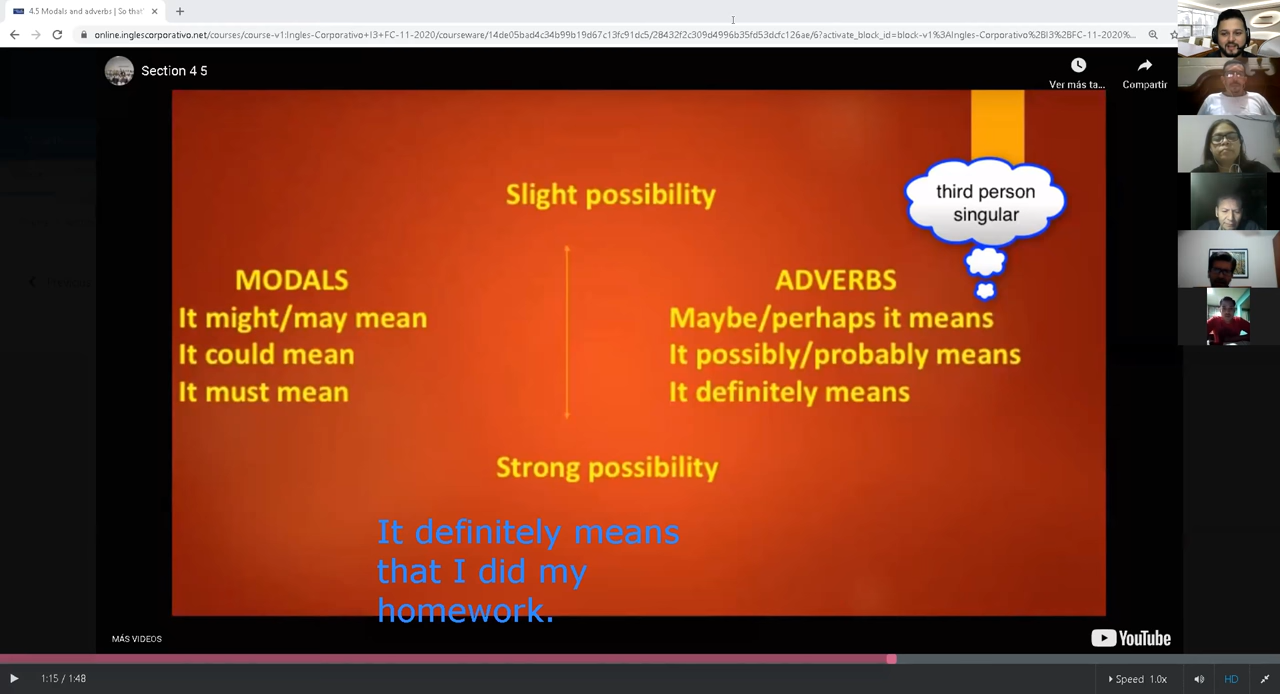 4.5 Modals and adverbs | So that'
online.inglescorporativo.net/courses/course-v1:Ingles-Corporativo+I3+FC-11-2020/courseware/14cfc5bad4c34b99b19d67c13fc91dc5/28432f2c309d4996b35fd53dcfc126ae/6?activate_block_id=block-v1%3AIngles-Corporativo%2BI3%2BFC-11-2020%...
Section 4 5
Ver más ta...
Compartir
Slight possibility
third person
singular
MODALS
ADVERBS
It might/may mean
Maybe/perhaps it means
It could mean
It possibly/probably means
It must mean
It definitely means
Strong possibility
It definitely means
that I did my
homework.
MÁS VIDEOS
YouTube
1:15 / 1:48
Speed 1.0x
HD